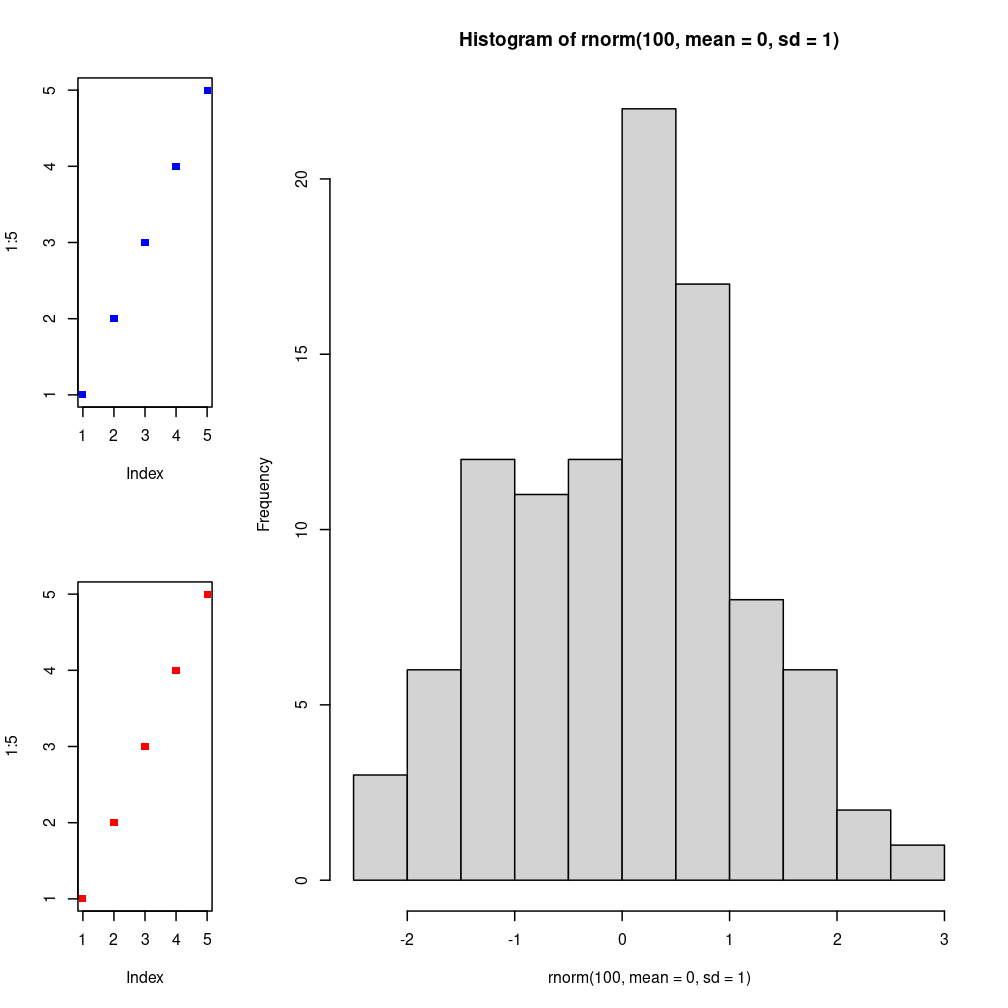 Histogram of rnorm(100, mean = 0, sd = 1)
5
4
3
2
1
1:5
1 2 3 4 5
Index
5
4
3
2
1
1:5
1 2 3 4 5
Index
20
15
10
5
0
Frequency
-2 -1 0 1 2 3
rnorm(100, mean = 0, sd = 1)